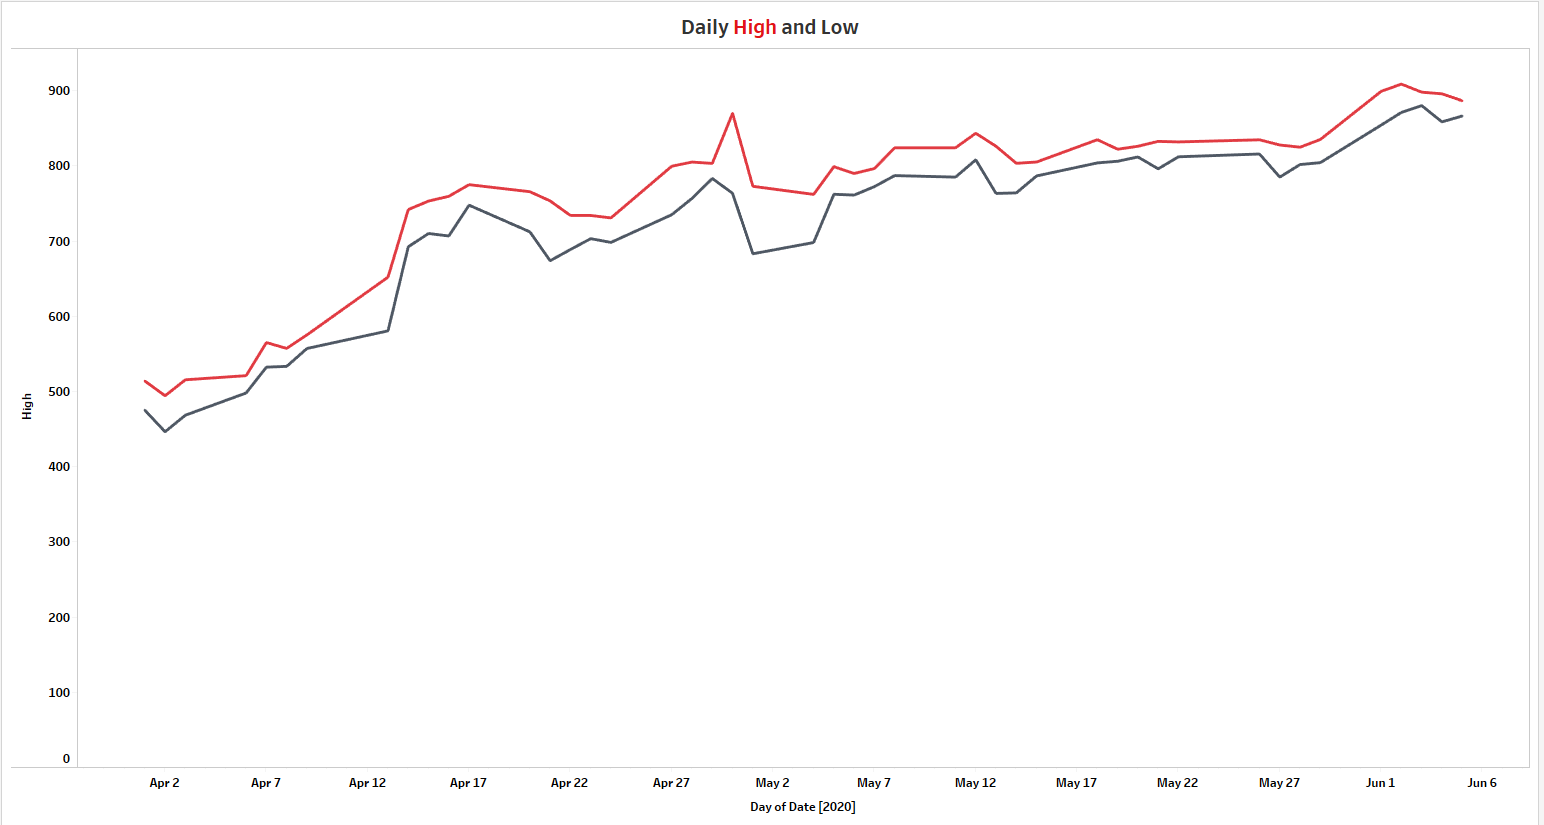 Daily High and Low
High
900
800
700
600
500
400
300
200
100
0
Apr 2 Apr 7 Apr 12 Apr 17 Apr 22 Apr 27 May 2 May 7 May 12 May 17 May 22 May 27 Jun 1 Jun 6
Day of Date [2020]